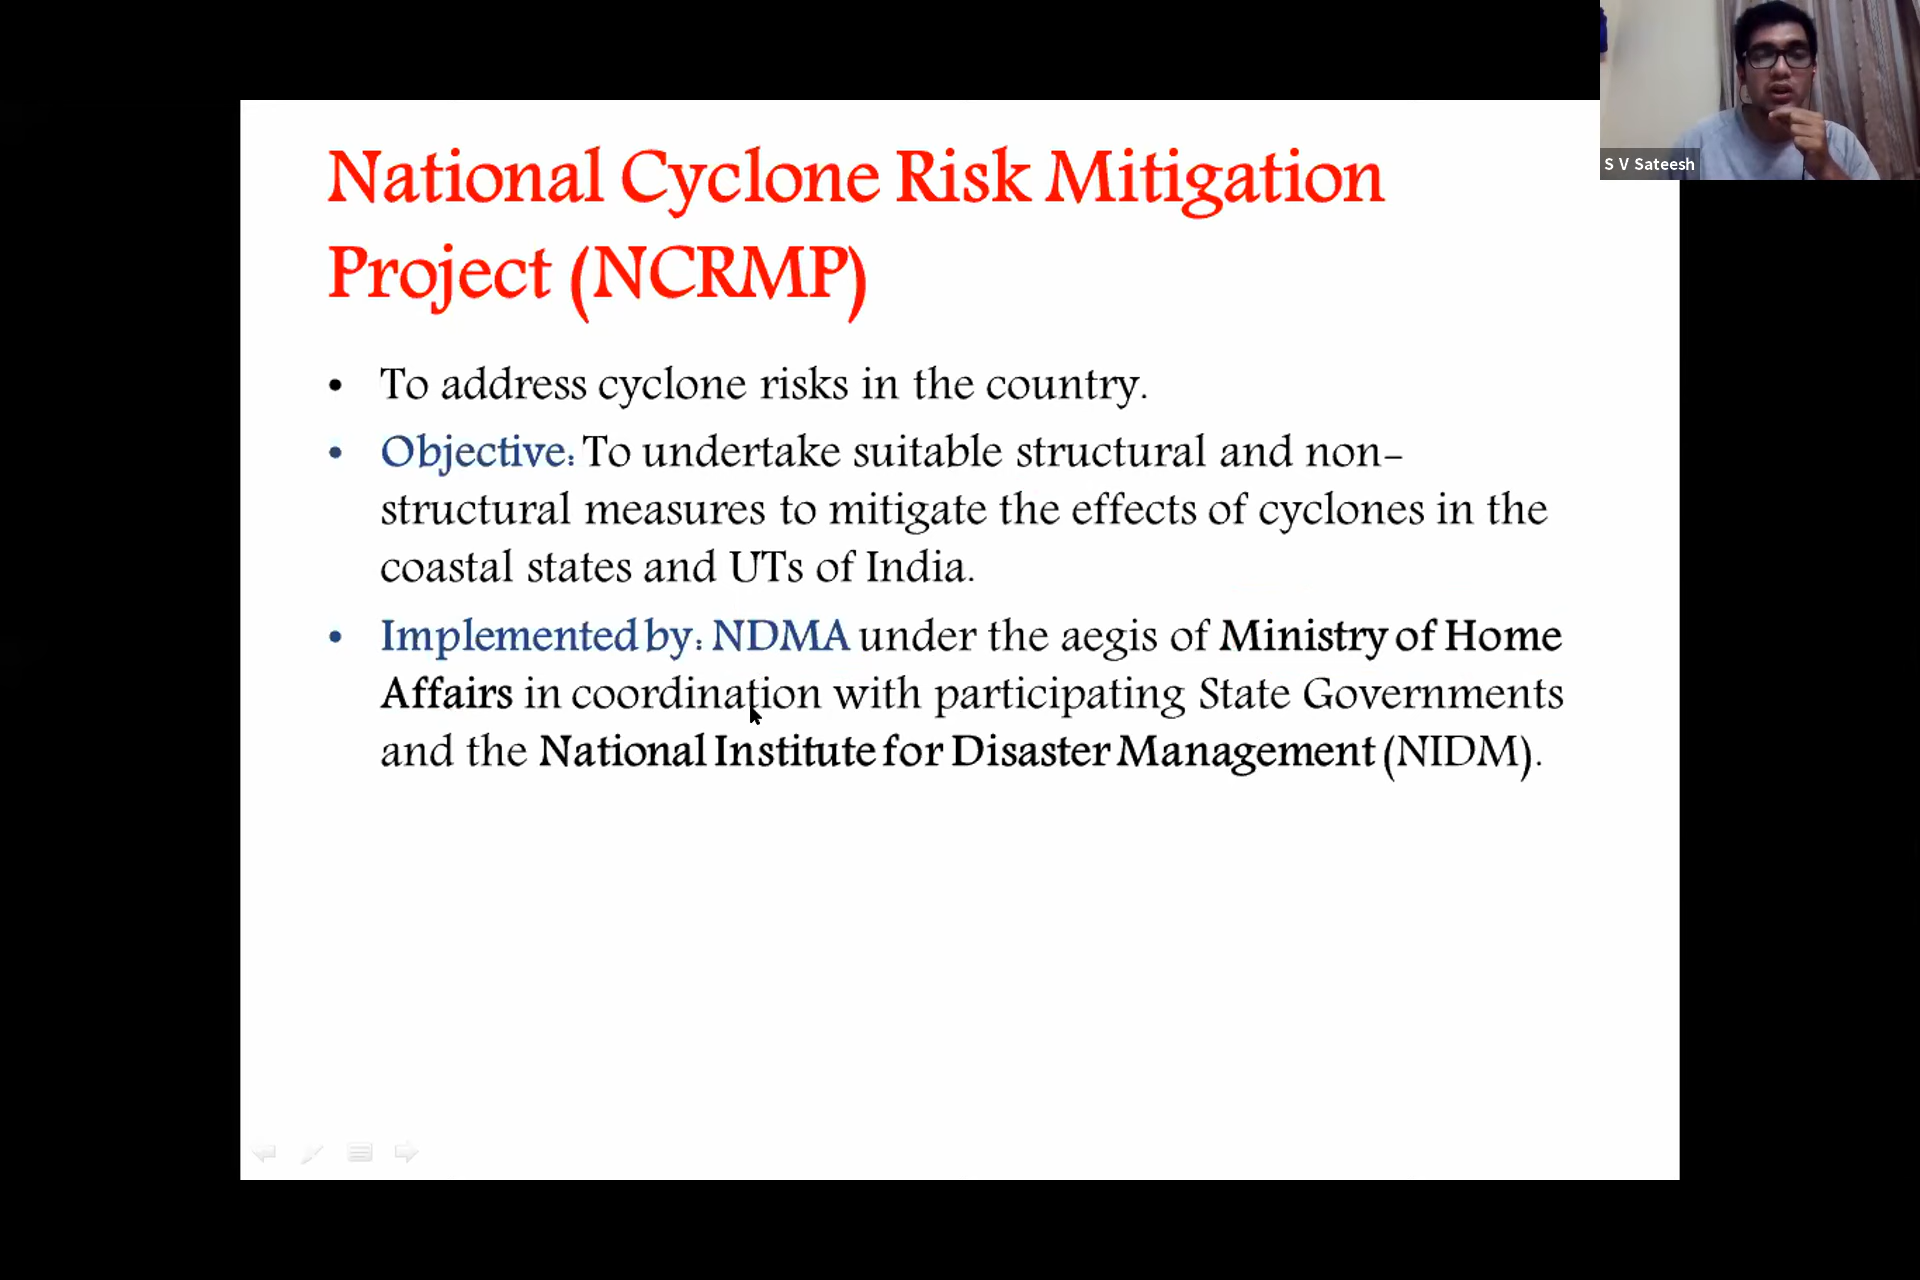 National Cyclone Risk Mitigation
Project (NCRMP)
• To address cyclone risks in the country.
• Objective: To undertake suitable structural and non-
structural measures to mitigate the effects of cyclones in the
coastal states and UTs of India.
• Implemented by: NDMA under the aegis of Ministry of Home
Affairs in coordination with participating State Governments
and the National Institute for Disaster Management (NIDM).
S V Sateesh